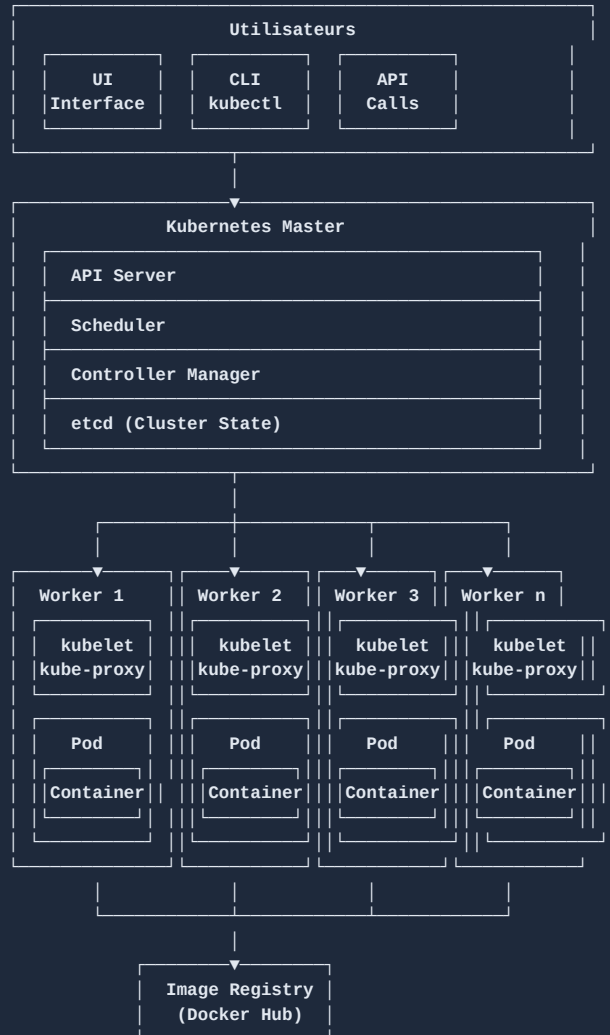 Utilisateurs
UI CLI API
Interface kubectl Calls
Kubernetes Master
API Server
Scheduler
Controller Manager
etcd (Cluster State)
Worker 1 Worker 2 Worker 3 Worker n
kubelet kubelet kubelet kubelet
kube-proxy kube-proxy kube-proxy kube-proxy
Pod Pod Pod Pod
Container Container Container Container
Image Registry
(Docker Hub)